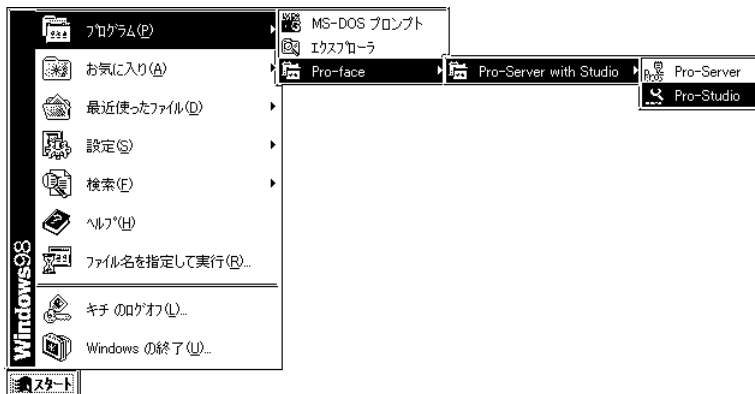 プログラム(P)
お気に入り(A)
最近使ったファイル(D)
設定(S)
検索(F)
ヘルプ(H)
ファイル名を指定して実行(R)...
キチ のログオフ(L)...
Windows の終了(U)...
Windows98
スタート
MS-DOS プロンプト
エクスプローラ
Pro-face
Pro-Server with Studio
Pro-Server
Pro-Studio